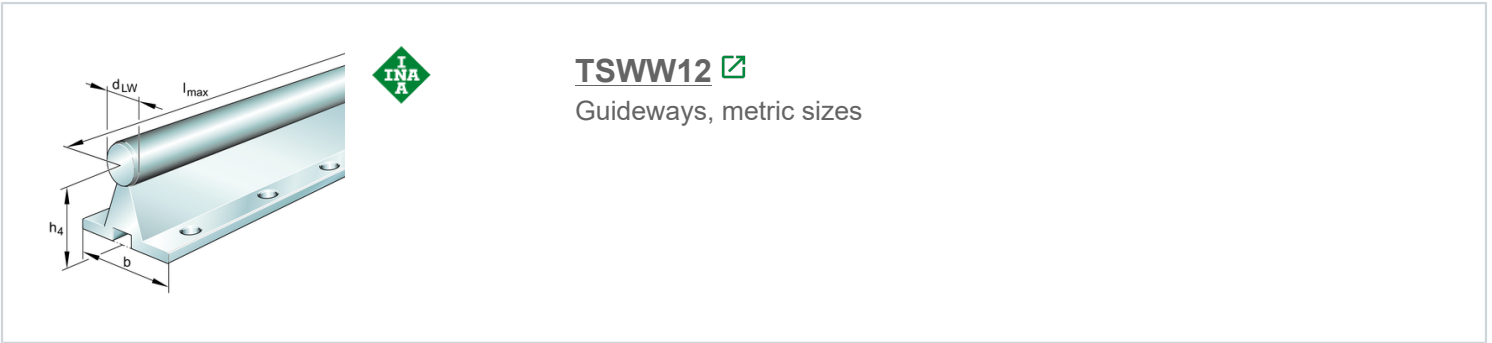 dLW
lmax
h4
b
I
INA
A
TSWW12
Guideways, metric sizes